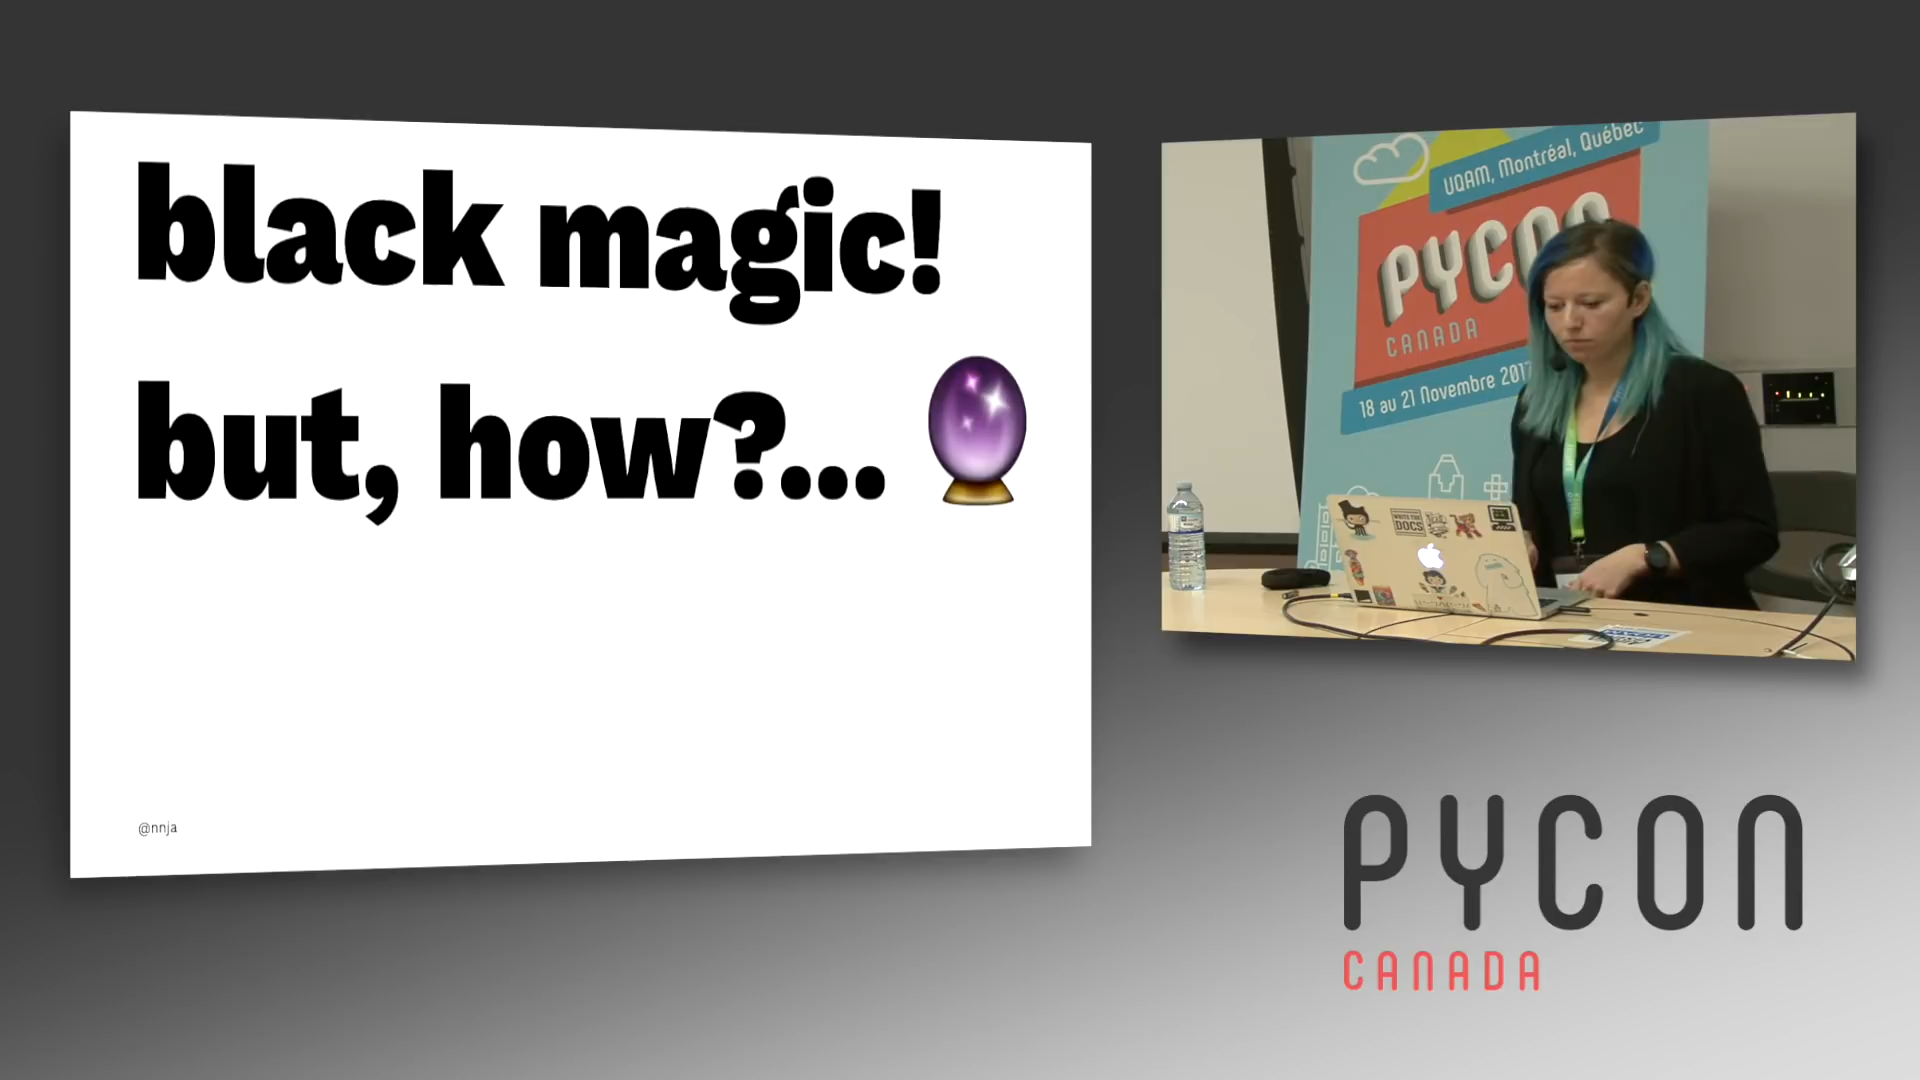 black magic!
but, how?...
@nnja
UQAM, Montréal, Québec
PYCON
CANADA
18 au 21 Novembre 2017
WRITE THE
DOCS
PYCON
CANADA